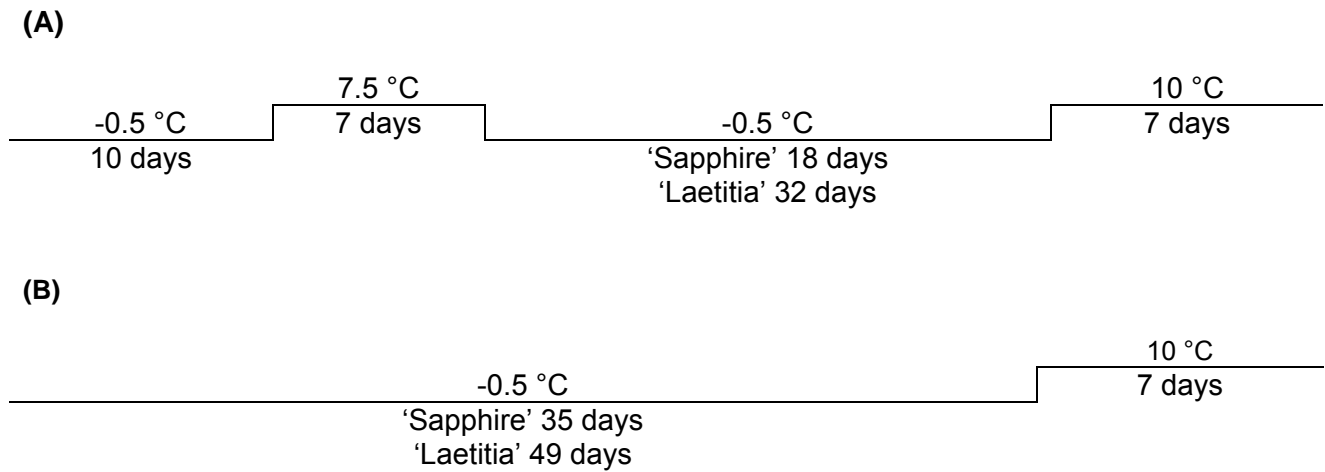 (A)
7.5 °C
10 °C
-0.5 °C
7 days
-0.5 °C
7 days
10 days
‘Sapphire’ 18 days
‘Laetitia’ 32 days
(B)
10 °C
-0.5 °C
7 days
‘Sapphire’ 35 days
‘Laetitia’ 49 days